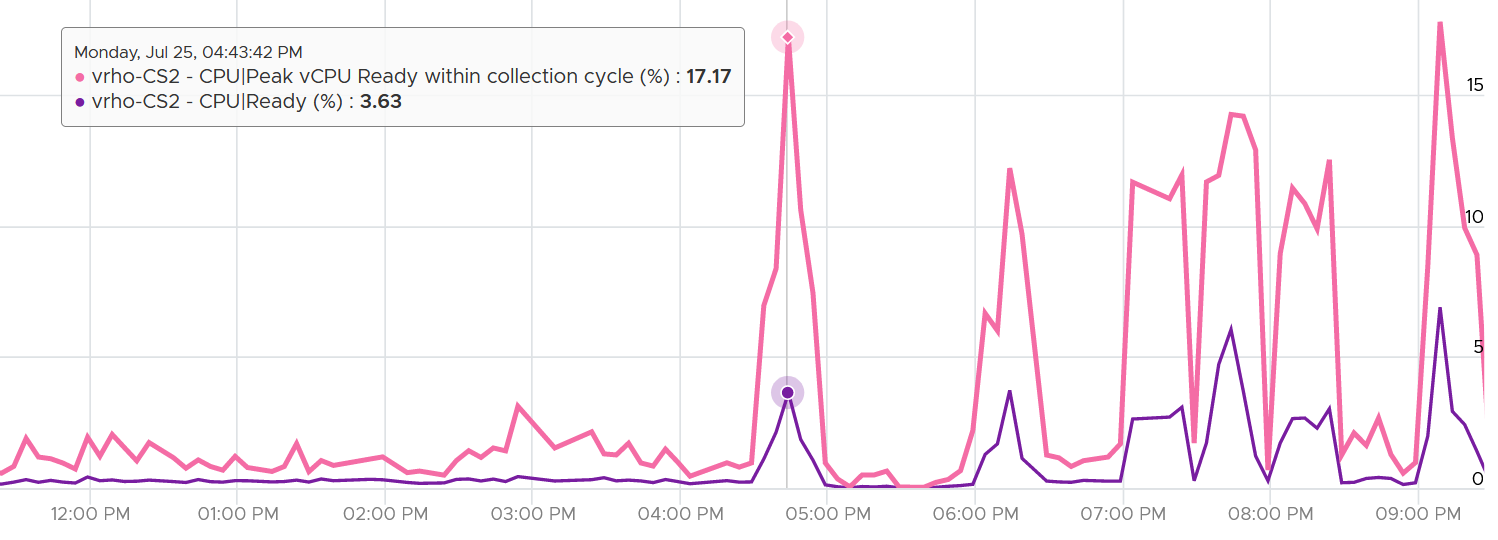 Monday, Jul 25, 04:43:42 PM
vrho-CS2 - CPU|Peak vCPU Ready within collection cycle (%) : 17.17
vrho-CS2 - CPU|Ready (%) : 3.63
15
10
5
0
12:00 PM 01:00 PM 02:00 PM 03:00 PM 04:00 PM 05:00 PM 06:00 PM 07:00 PM 08:00 PM 09:00 PM